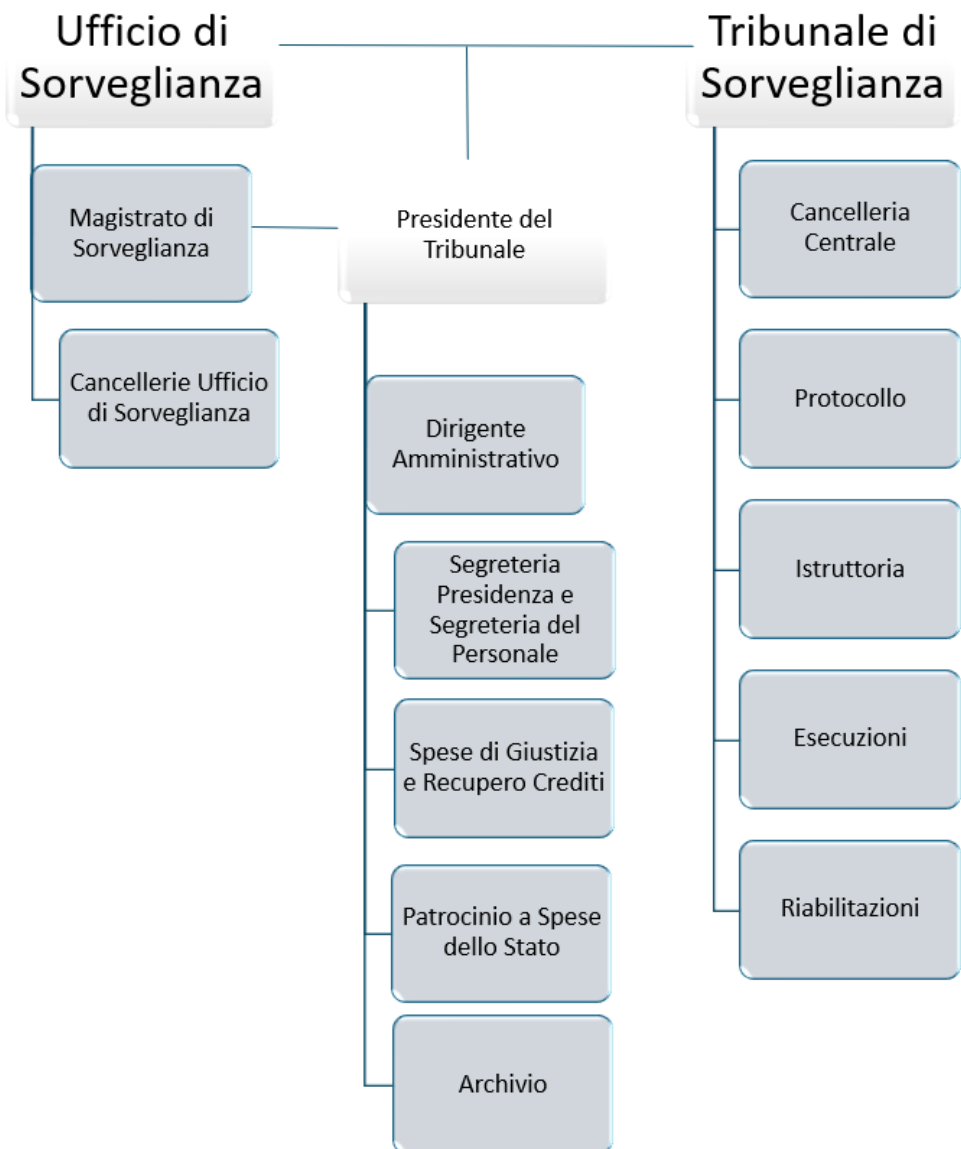 Ufficio di
Sorveglianza
Tribunale di
Sorveglianza
Magistrato di
Sorveglianza
Cancellerie Ufficio
di Sorveglianza
Presidente del
Tribunale
Dirigente
Amministrativo
Segreteria
Presidenza e
Segreteria del
Personale
Spese di Giustizia
e Recupero Crediti
Patrocinio a Spese
dello Stato
Archivio
Cancelleria
Centrale
Protocollo
Istruttoria
Esecuzioni
Riabilitazioni